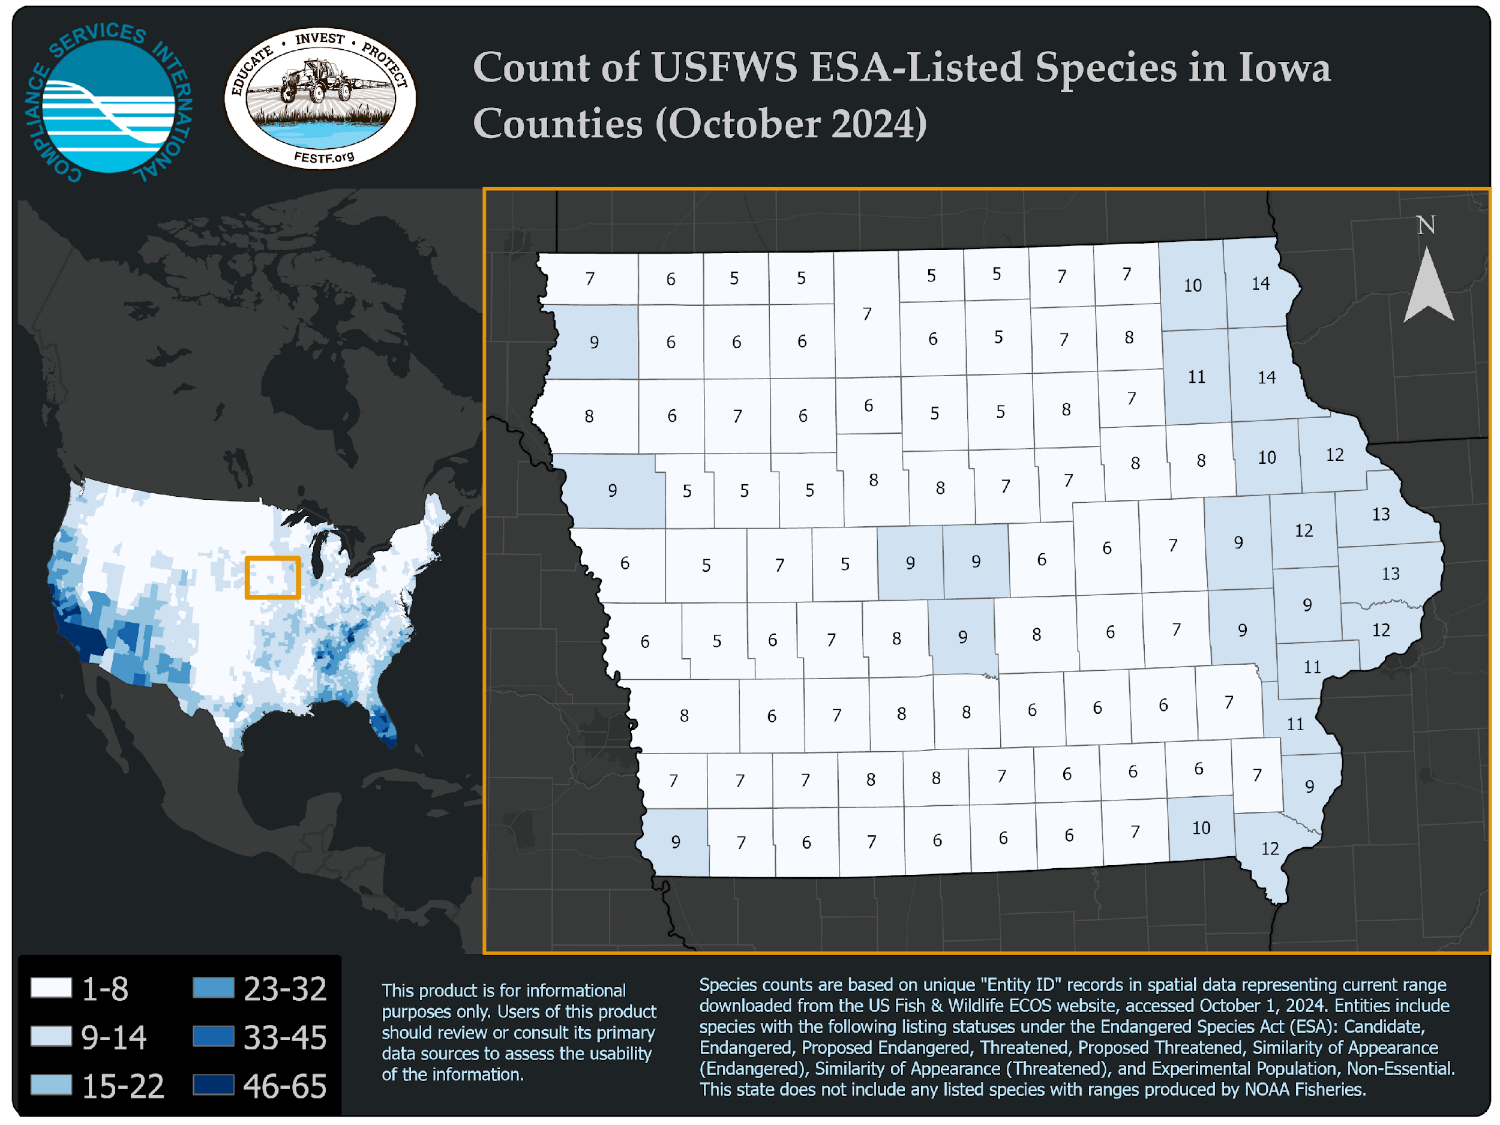 COMPLIANCE SERVICES INTERNATIONAL
EDUCATE • INVEST • PROTECT
FESTF.org
Count of USFWS ESA-Listed Species in Iowa
Counties (October 2024)
N
7 6 5 5 7 5 5 7 7 10 14
9 6 6 6 6 5 7 8 11 14
8 6 7 6 6 5 5 8 7
9 5 5 5 8 8 7 7 8 8 10 12
6 5 7 5 9 9 6 6 7 9 12 13
13
6 5 6 7 8 9 8 6 7 9 9 12
11
8 6 7 8 8 6 6 6 7 11
7 7 7 8 8 7 6 6 6 7 9
9 7 6 7 6 6 6 7 10 12
1-8
9-14
15-22
23-32
33-45
46-65
This product is for informational
purposes only. Users of this product
should review or consult its primary
data sources to assess the usability
of the information.
Species counts are based on unique "Entity ID" records in spatial data representing current range
downloaded from the US Fish & Wildlife ECOS website, accessed October 1, 2024. Entities include
species with the following listing statuses under the Endangered Species Act (ESA): Candidate,
Endangered, Proposed Endangered, Threatened, Proposed Threatened, Similarity of Appearance
(Endangered), Similarity of Appearance (Threatened), and Experimental Population, Non-Essential.
This state does not include any listed species with ranges produced by NOAA Fisheries.